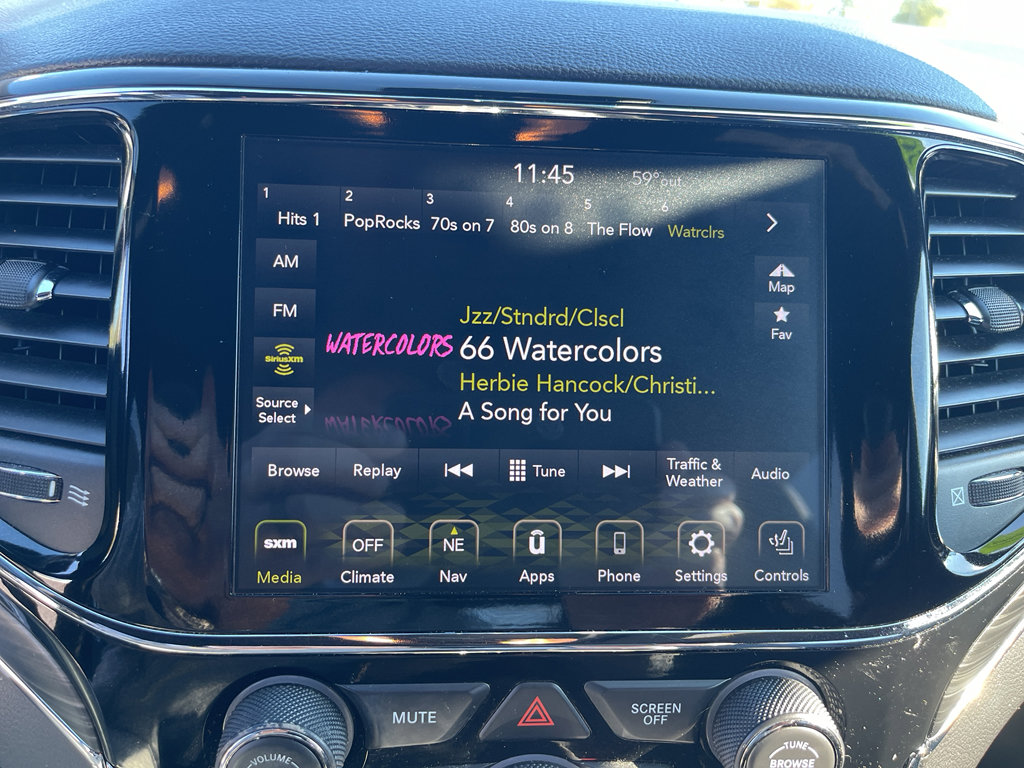 11:45 59° out
1 2 3 4 5 6
Hits 1 PopRocks 70s on 7 80s on 8 The Flow Watrclrs
AM
FM
SiriusXM
Source
Select
Map
Fav
Jzz/Stndrd/Clscl
WATERCOLORS 66 Watercolors
Herbie Hancock/Christi...
A Song for You
Browse Replay Tune Traffic &
Weather Audio
sxm OFF NE
Media Climate Nav Apps Phone Settings Controls
MUTE SCREEN
OFF
VOLUME TUNE
BROWSE